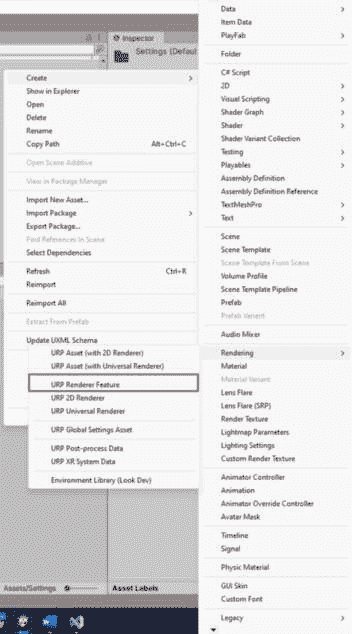 Inspector
Settings (Defaul
Create
Show in Explorer
Open
Delete
Rename
Copy Path Alt+Ctrl+C
Open Scene Additive
View in Package Manager
Import New Asset...
Import Package
Export Package...
Find References In Scene
Select Dependencies
Refresh Ctrl+R
Reimport
Reimport All
Extract From Prefab
Update UXML Schema
URP Asset (with 2D Renderer)
URP Asset (with Universal Renderer)
URP Renderer Feature
URP 2D Renderer
URP Universal Renderer
URP Global Settings Asset
URP Post-process Data
URP XR System Data
Environment Library (Look Dev)
Assets/Settings
Asset Labels
Data
Item Data
PlayFab
Folder
C# Script
2D
Visual Scripting
Shader Graph
Shader
Shader Variant Collection
Testing
Playables
Assembly Definition
Assembly Definition Reference
TextMeshPro
Text
Scene
Scene Template
Scene Template From Scene
Volume Profile
Scene Template Pipeline
Prefab
Prefab Variant
Audio Mixer
Rendering
Material
Material Variant
Lens Flare
Lens Flare (SRP)
Render Texture
Lightmap Parameters
Lighting Settings
Custom Render Texture
Animator Controller
Animation
Animator Override Controller
Avatar Mask
Timeline
Signal
Physic Material
GUI Skin
Custom Font
Legacy